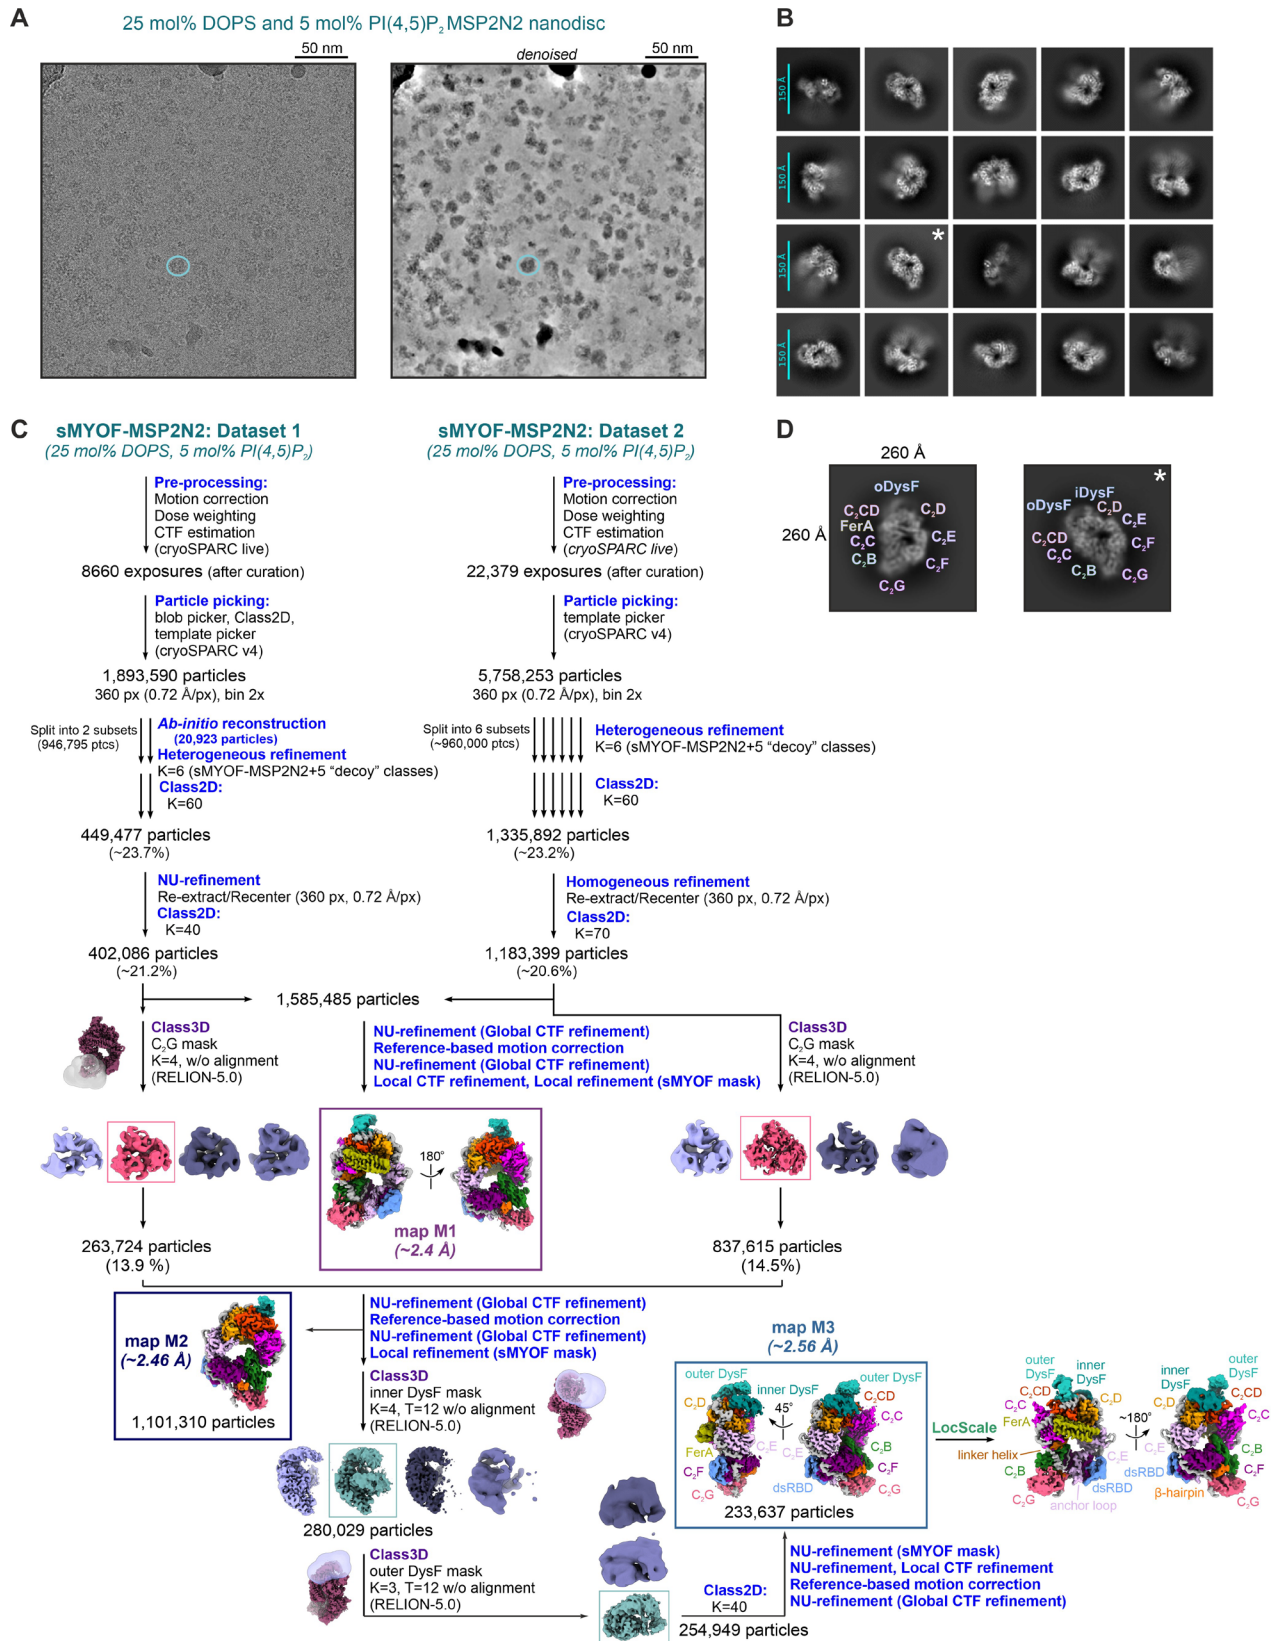 A
25 mol% DOPS and 5 mol% PI(4,5)P₂ MSP2N2 nanodisc
50 nm
denoised
50 nm
B
150 Å
150 Å
150 Å
*
150 Å
C
sMYOF-MSP2N2: Dataset 1
(25 mol% DOPS, 5 mol% PI(4,5)P₂)
Pre-processing:
Motion correction
Dose weighting
CTF estimation
(cryoSPARC live)
8660 exposures (after curation)
Particle picking:
blob picker, Class2D,
template picker
(cryoSPARC v4)
1,893,590 particles
360 px (0.72 Å/px), bin 2x
Split into 2 subsets
(946,795 ptcs)
Ab-initio reconstruction
(20,923 particles)
Heterogeneous refinement
K=6 (sMYOF-MSP2N2+5 “decoy” classes)
Class2D:
K=60
449,477 particles
(~23.7%)
NU-refinement
Re-extract/Recenter (360 px, 0.72 Å/px)
Class2D:
K=40
402,086 particles
(~21.2%)
sMYOF-MSP2N2: Dataset 2
(25 mol% DOPS, 5 mol% PI(4,5)P₂)
Pre-processing:
Motion correction
Dose weighting
CTF estimation
(cryoSPARC live)
22,379 exposures (after curation)
Particle picking:
template picker
(cryoSPARC v4)
5,758,253 particles
360 px (0.72 Å/px), bin 2x
Split into 6 subsets
(~960,000 ptcs)
Heterogeneous refinement
K=6 (sMYOF-MSP2N2+5 “decoy” classes)
Class2D:
K=60
1,335,892 particles
(~23.2%)
Homogeneous refinement
Re-extract/Recenter (360 px, 0.72 Å/px)
Class2D:
K=70
1,183,399 particles
(~20.6%)
D
260 Å
260 Å
oDysF
C₂CD
FerA
C₂C
C₂B
C₂G
C₂D
C₂E
C₂F
*
oDysF
iDysF
C₂D
C₂E
C₂CD
C₂C
C₂F
C₂B
C₂G
1,585,485 particles
Class3D
C₂G mask
K=4, w/o alignment
(RELION-5.0)
NU-refinement (Global CTF refinement)
Reference-based motion correction
NU-refinement (Global CTF refinement)
Local CTF refinement, Local refinement (sMYOF mask)
Class3D
C₂G mask
K=4, w/o alignment
(RELION-5.0)
180°
map M1
(~2.4 Å)
263,724 particles
(13.9 %)
837,615 particles
(14.5%)
map M2
(~2.46 Å)
1,101,310 particles
NU-refinement (Global CTF refinement)
Reference-based motion correction
NU-refinement (Global CTF refinement)
Local refinement (sMYOF mask)
Class3D
inner DysF mask
K=4, T=12 w/o alignment
(RELION-5.0)
280,029 particles
Class3D
outer DysF mask
K=3, T=12 w/o alignment
(RELION-5.0)
Class2D:
K=40
254,949 particles
NU-refinement (sMYOF mask)
NU-refinement, Local CTF refinement
Reference-based motion correction
NU-refinement (Global CTF refinement)
map M3
(~2.56 Å)
outer DysF
outer DysF
inner DysF
45°
C₂D
C₂CD
C₂C
FerA
C₂E
C₂E
C₂B
C₂F
C₂F
dsRBD
C₂G
C₂G
233,637 particles
LocScale
outer
DysF
inner
DysF
C₂CD
C₂C
C₂D
FerA
~180°
linker helix
C₂E
C₂B
dsRBD
C₂G
anchor loop
outer
DysF
inner
DysF
C₂CD
C₂D
C₂C
C₂E
C₂B
dsRBD
C₂F
β-hairpin
C₂G